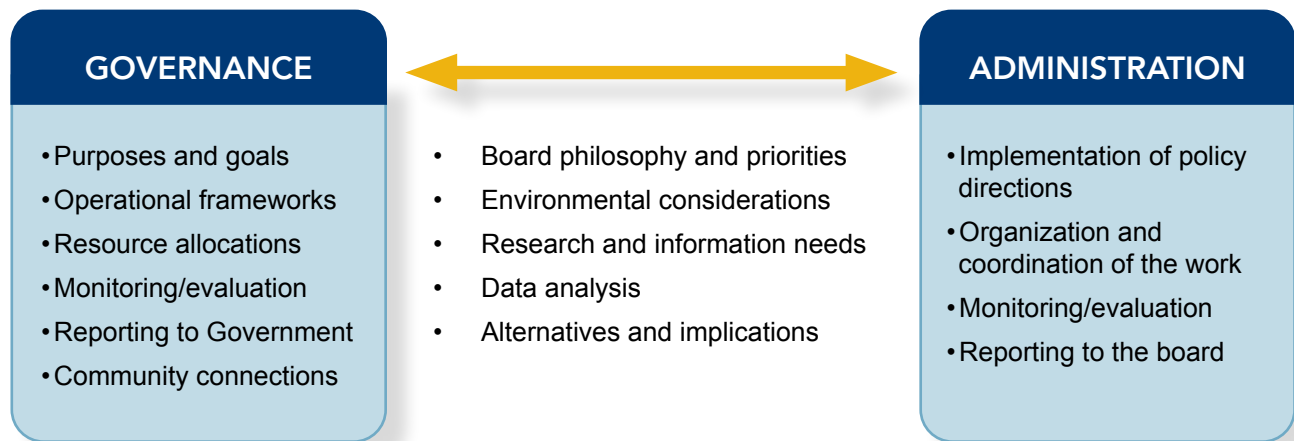 GOVERNANCE
•Purposes and goals
•Operational frameworks
•Resource allocations
•Monitoring/evaluation
•Reporting to Government
•Community connections
• Board philosophy and priorities
• Environmental considerations
• Research and information needs
• Data analysis
• Alternatives and implications
ADMINISTRATION
•Implementation of policy
directions
•Organization and
coordination of the work
•Monitoring/evaluation
•Reporting to the board